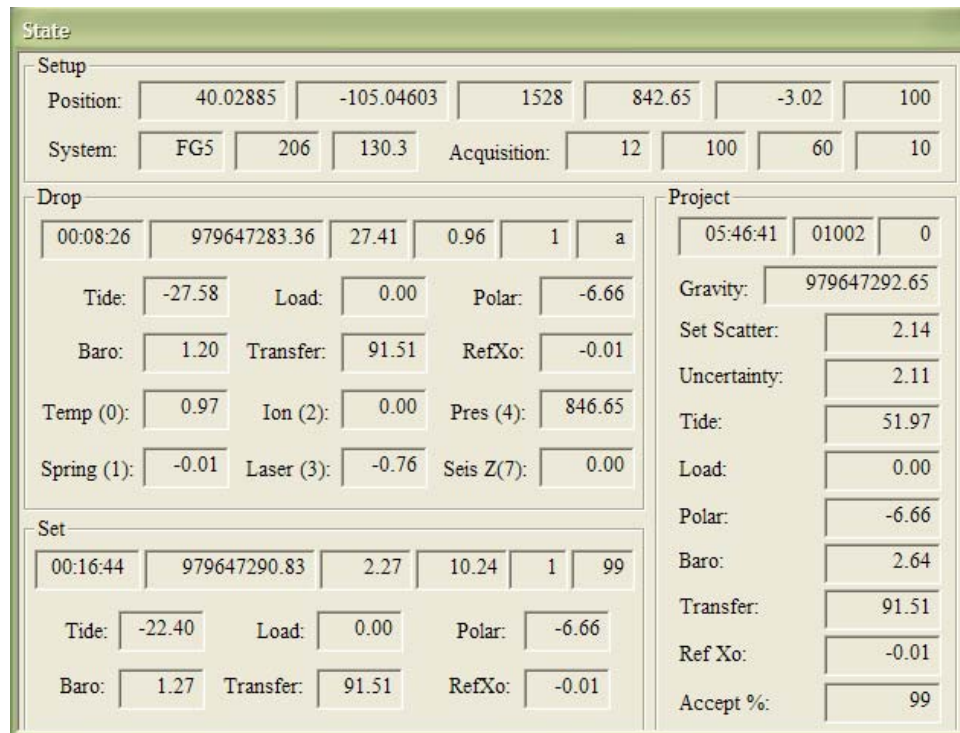 State
Setup
Position: 40.02885 -105.04603 1528 842.65 -3.02 100
System: FG5 206 130.3 Acquisition: 12 100 60 10
Drop
00:08:26 979647283.36 27.41 0.96 1 a
Tide: -27.58 Load: 0.00 Polar: -6.66
Baro: 1.20 Transfer: 91.51 RefXo: -0.01
Temp (0): 0.97 Ion (2): 0.00 Pres (4): 846.65
Spring (1): -0.01 Laser (3): -0.76 Seis Z(7): 0.00
Set
00:16:44 979647290.83 2.27 10.24 1 99
Tide: -22.40 Load: 0.00 Polar: -6.66
Baro: 1.27 Transfer: 91.51 RefXo: -0.01
Project
05:46:41 01002 0
Gravity: 979647292.65
Set Scatter: 2.14
Uncertainty: 2.11
Tide: 51.97
Load: 0.00
Polar: -6.66
Baro: 2.64
Transfer: 91.51
Ref Xo: -0.01
Accept %: 99